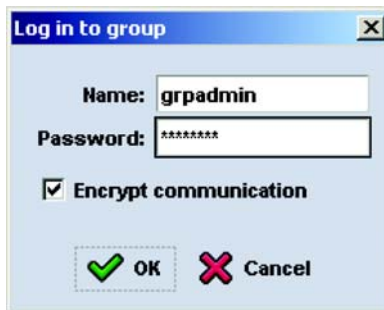 Log in to group
Name: grpadmin
Password: ********
Encrypt communication
OK Cancel